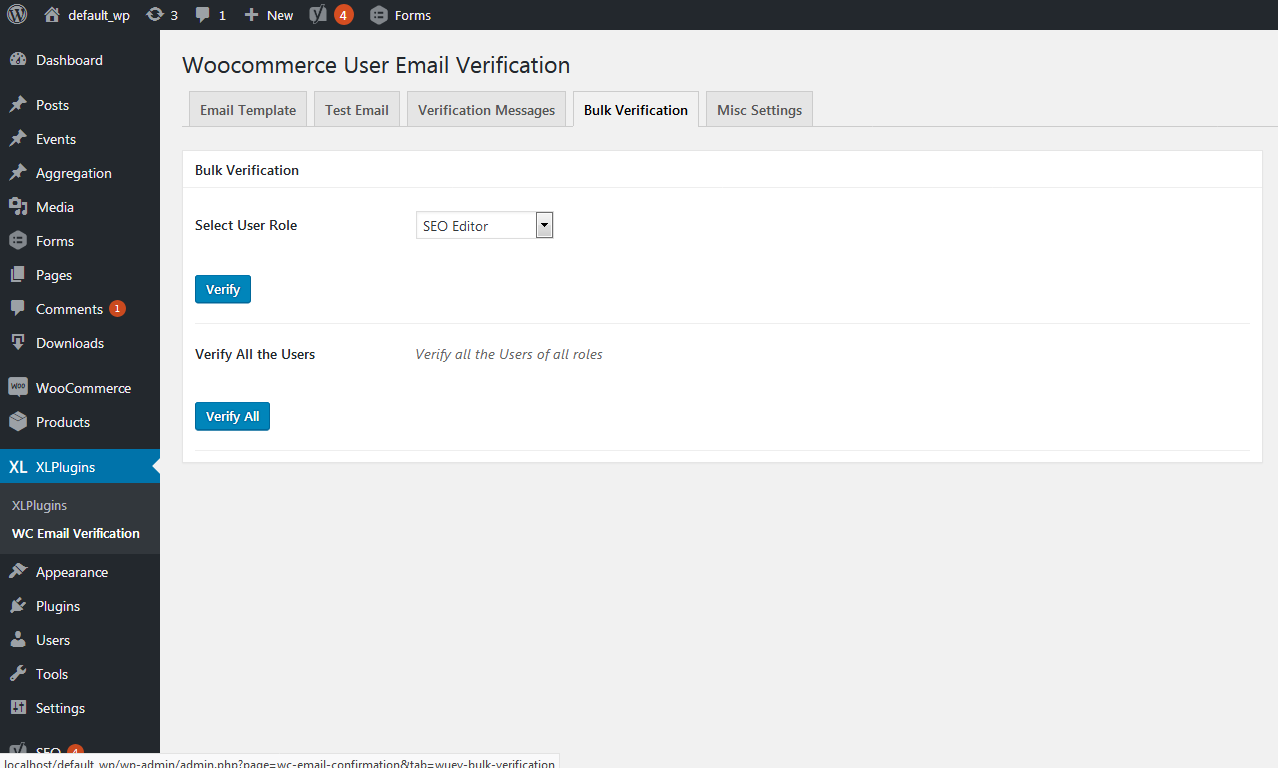 default_wp 3 1 New 4 Forms
Dashboard
Posts
Events
Aggregation
Media
Forms
Pages
Comments 1
Downloads
WOO WooCommerce
Products
XL XLPlugins
XLPlugins
WC Email Verification
Appearance
Plugins
Users
Tools
Settings
SEO 4
Woocommerce User Email Verification
Email Template Test Email Verification Messages Bulk Verification Misc Settings
Bulk Verification
Select User Role SEO Editor
Verify
Verify All the Users Verify all the Users of all roles
Verify All
localhost/default_wp/wp-admin/admin.php?page=wc-email-confirmation&tab=wuev-bulk-verification